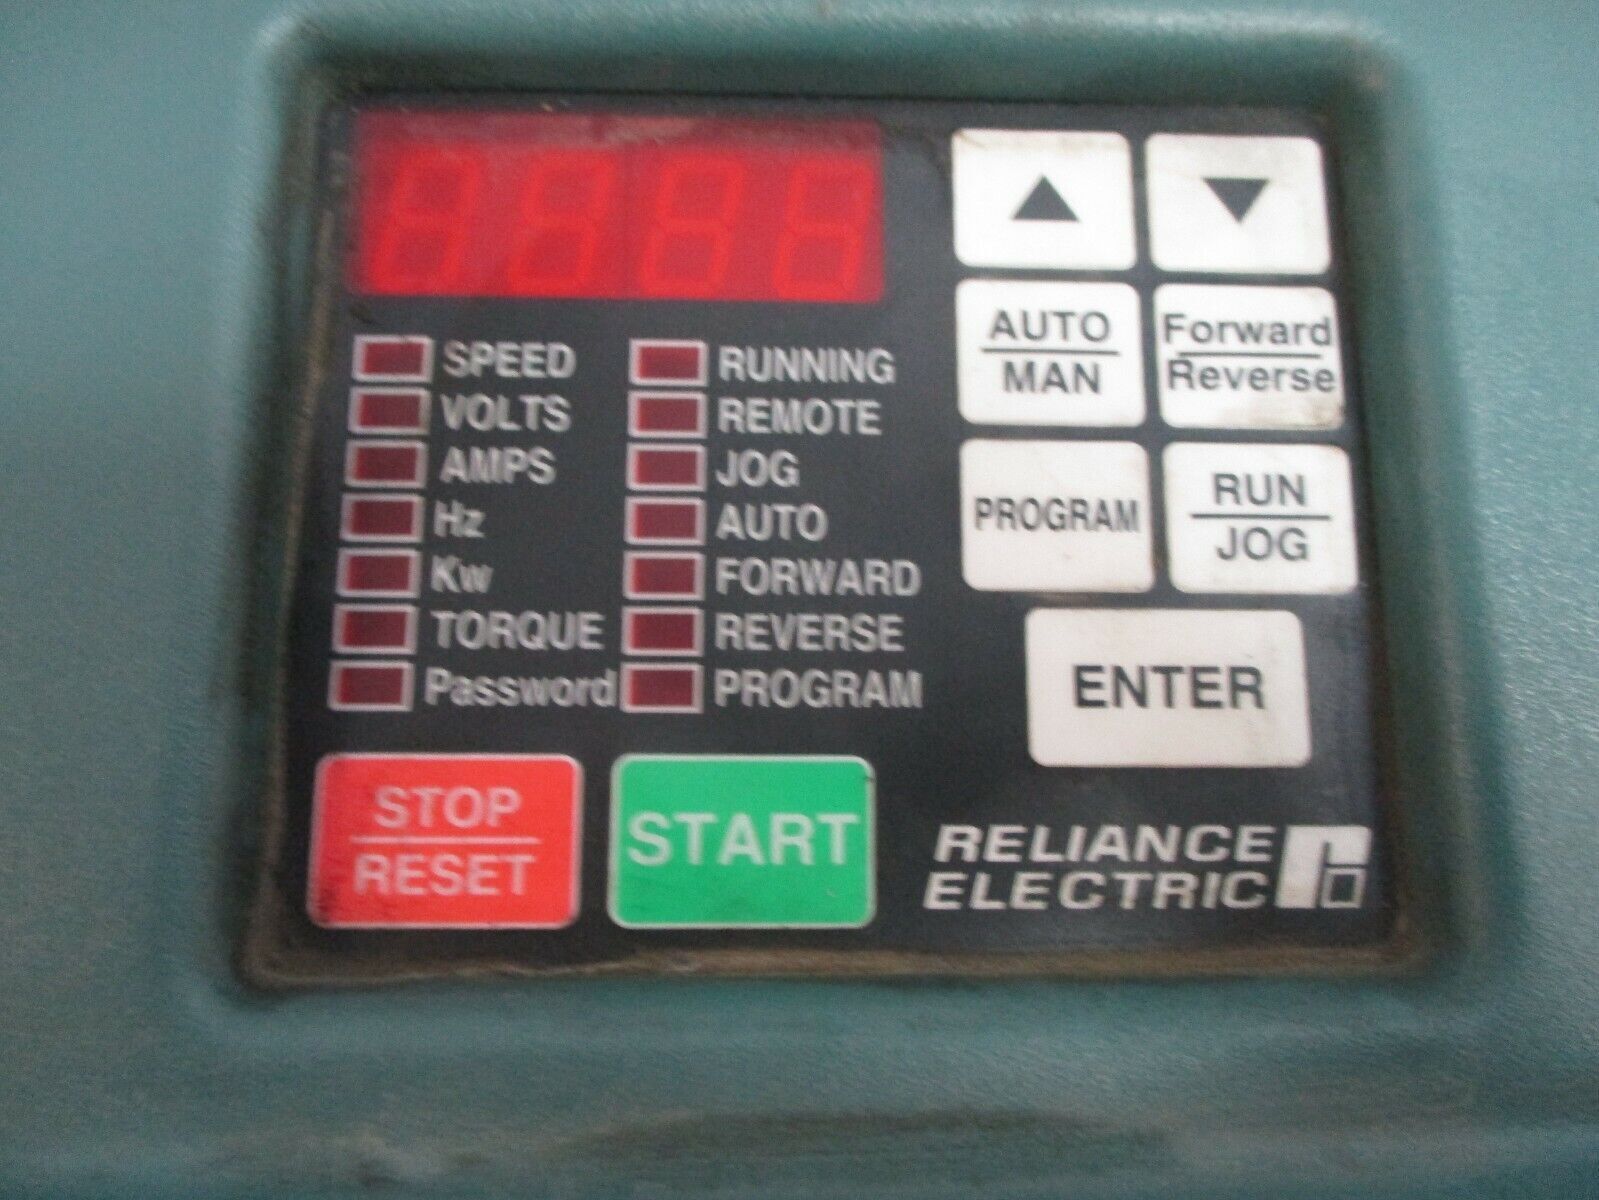 SPEED
VOLTS
AMPS
Hz
Kw
TORQUE
Password
RUNNING
REMOTE
JOG
AUTO
FORWARD
REVERSE
PROGRAM
AUTO
MAN
Forward
Reverse
PROGRAM
RUN
JOG
ENTER
STOP
RESET
START
RELIANCE
ELECTRIC